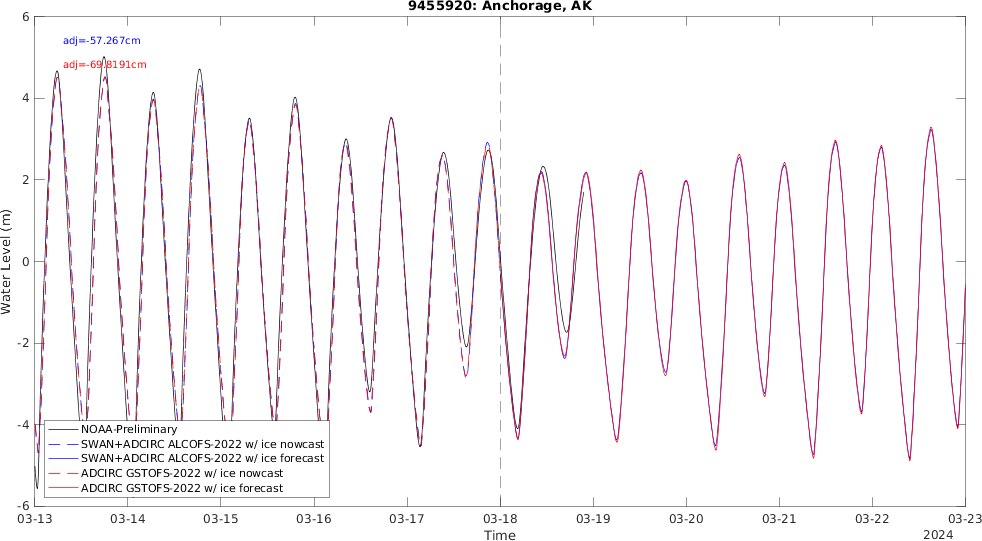 9455920: Anchorage, AK
adj=-57.267cm
adj=-69.8191cm
Water Level (m)
6
4
2
0
-2
-4
-6
NOAA-Preliminary
SWAN+ADCIRC ALCOFS-2022 w/ ice nowcast
SWAN+ADCIRC ALCOFS-2022 w/ ice forecast
ADCIRC GSTOFS-2022 w/ ice nowcast
ADCIRC GSTOFS-2022 w/ ice forecast
03-13 03-14 03-15 03-16 03-17 03-18 03-19 03-20 03-21 03-22 03-23
Time
2024